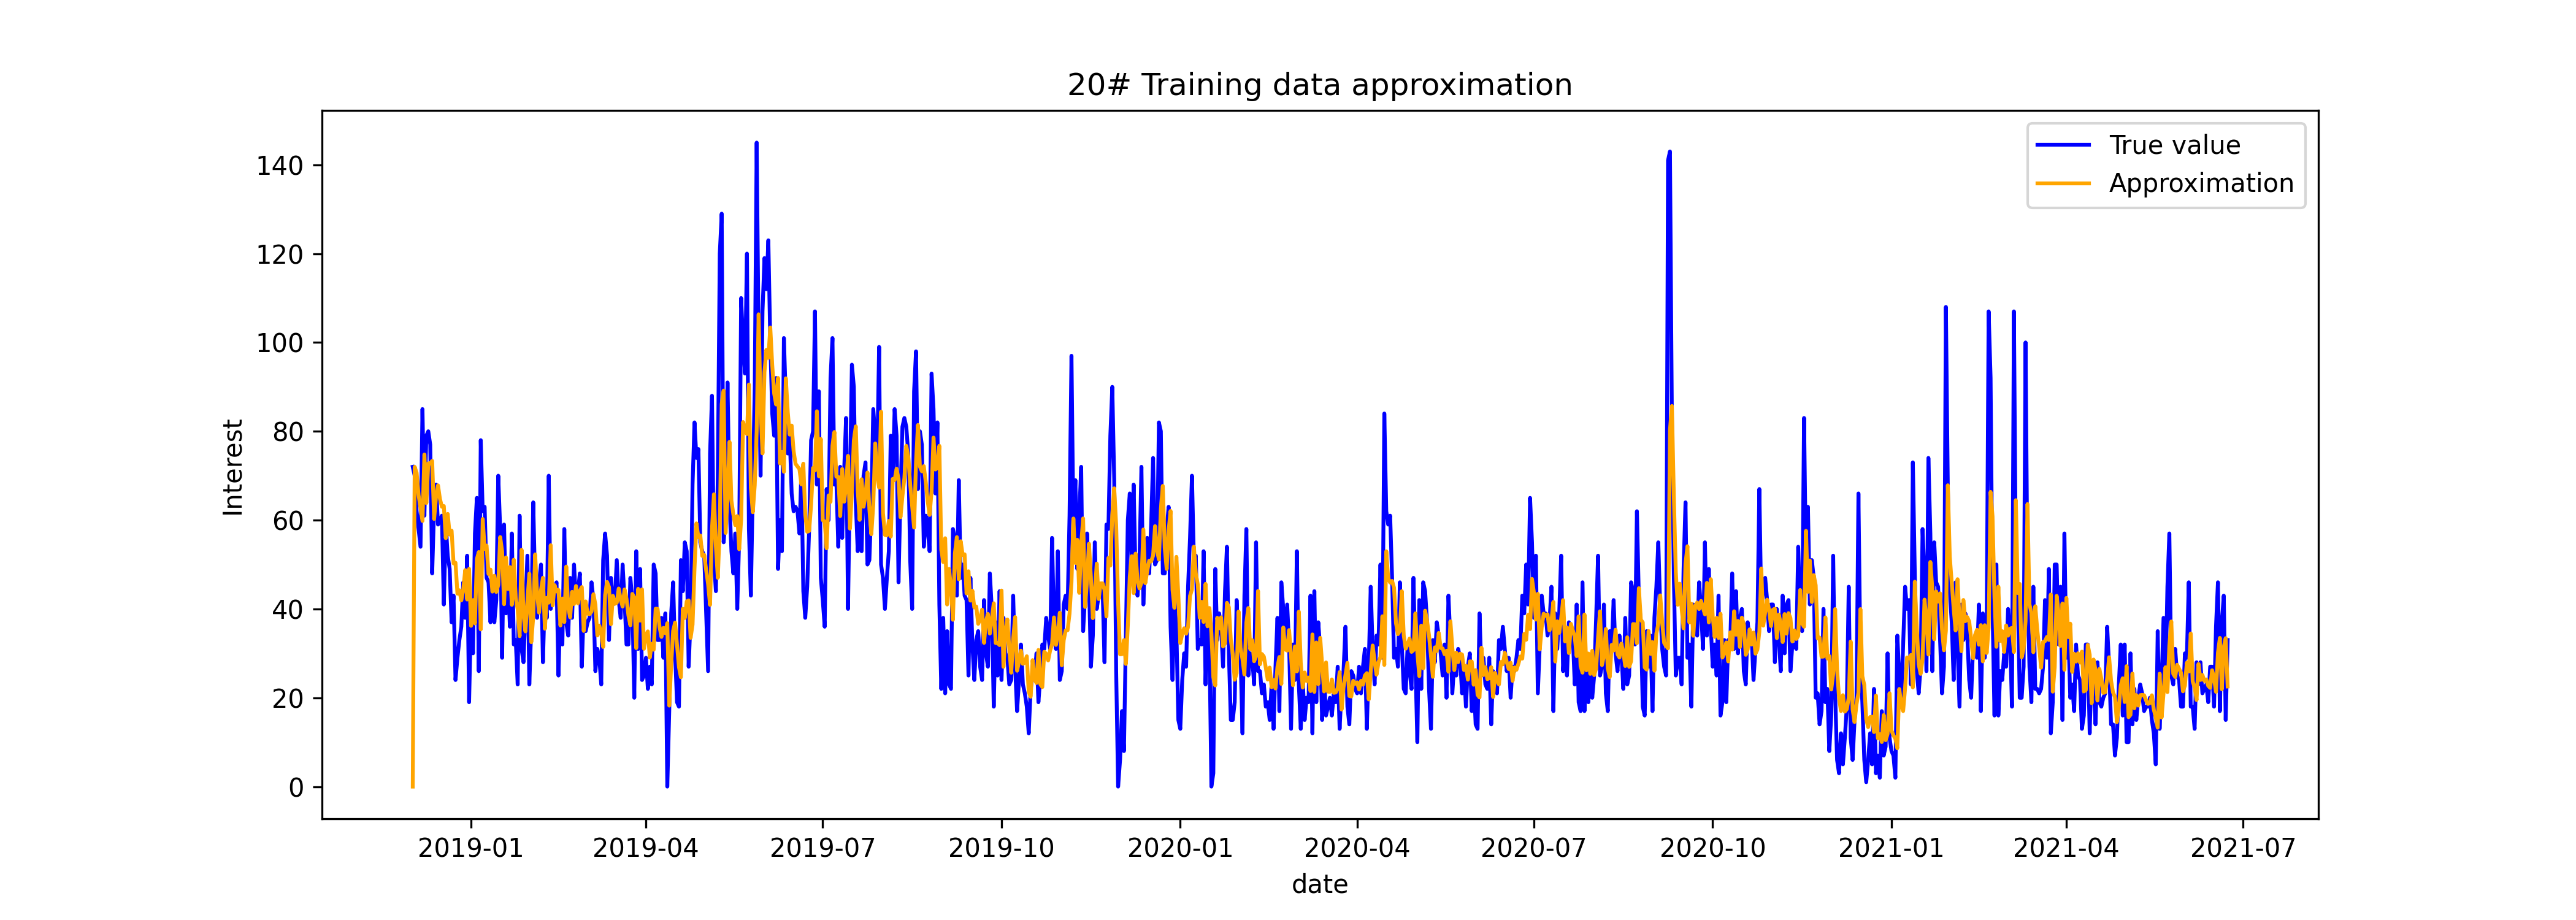 20# Training data approximation
True value
Approximation
Interest
140
120
100
80
60
40
20
0
2019-01 2019-04 2019-07 2019-10 2020-01 2020-04 2020-07 2020-10 2021-01 2021-04 2021-07
date